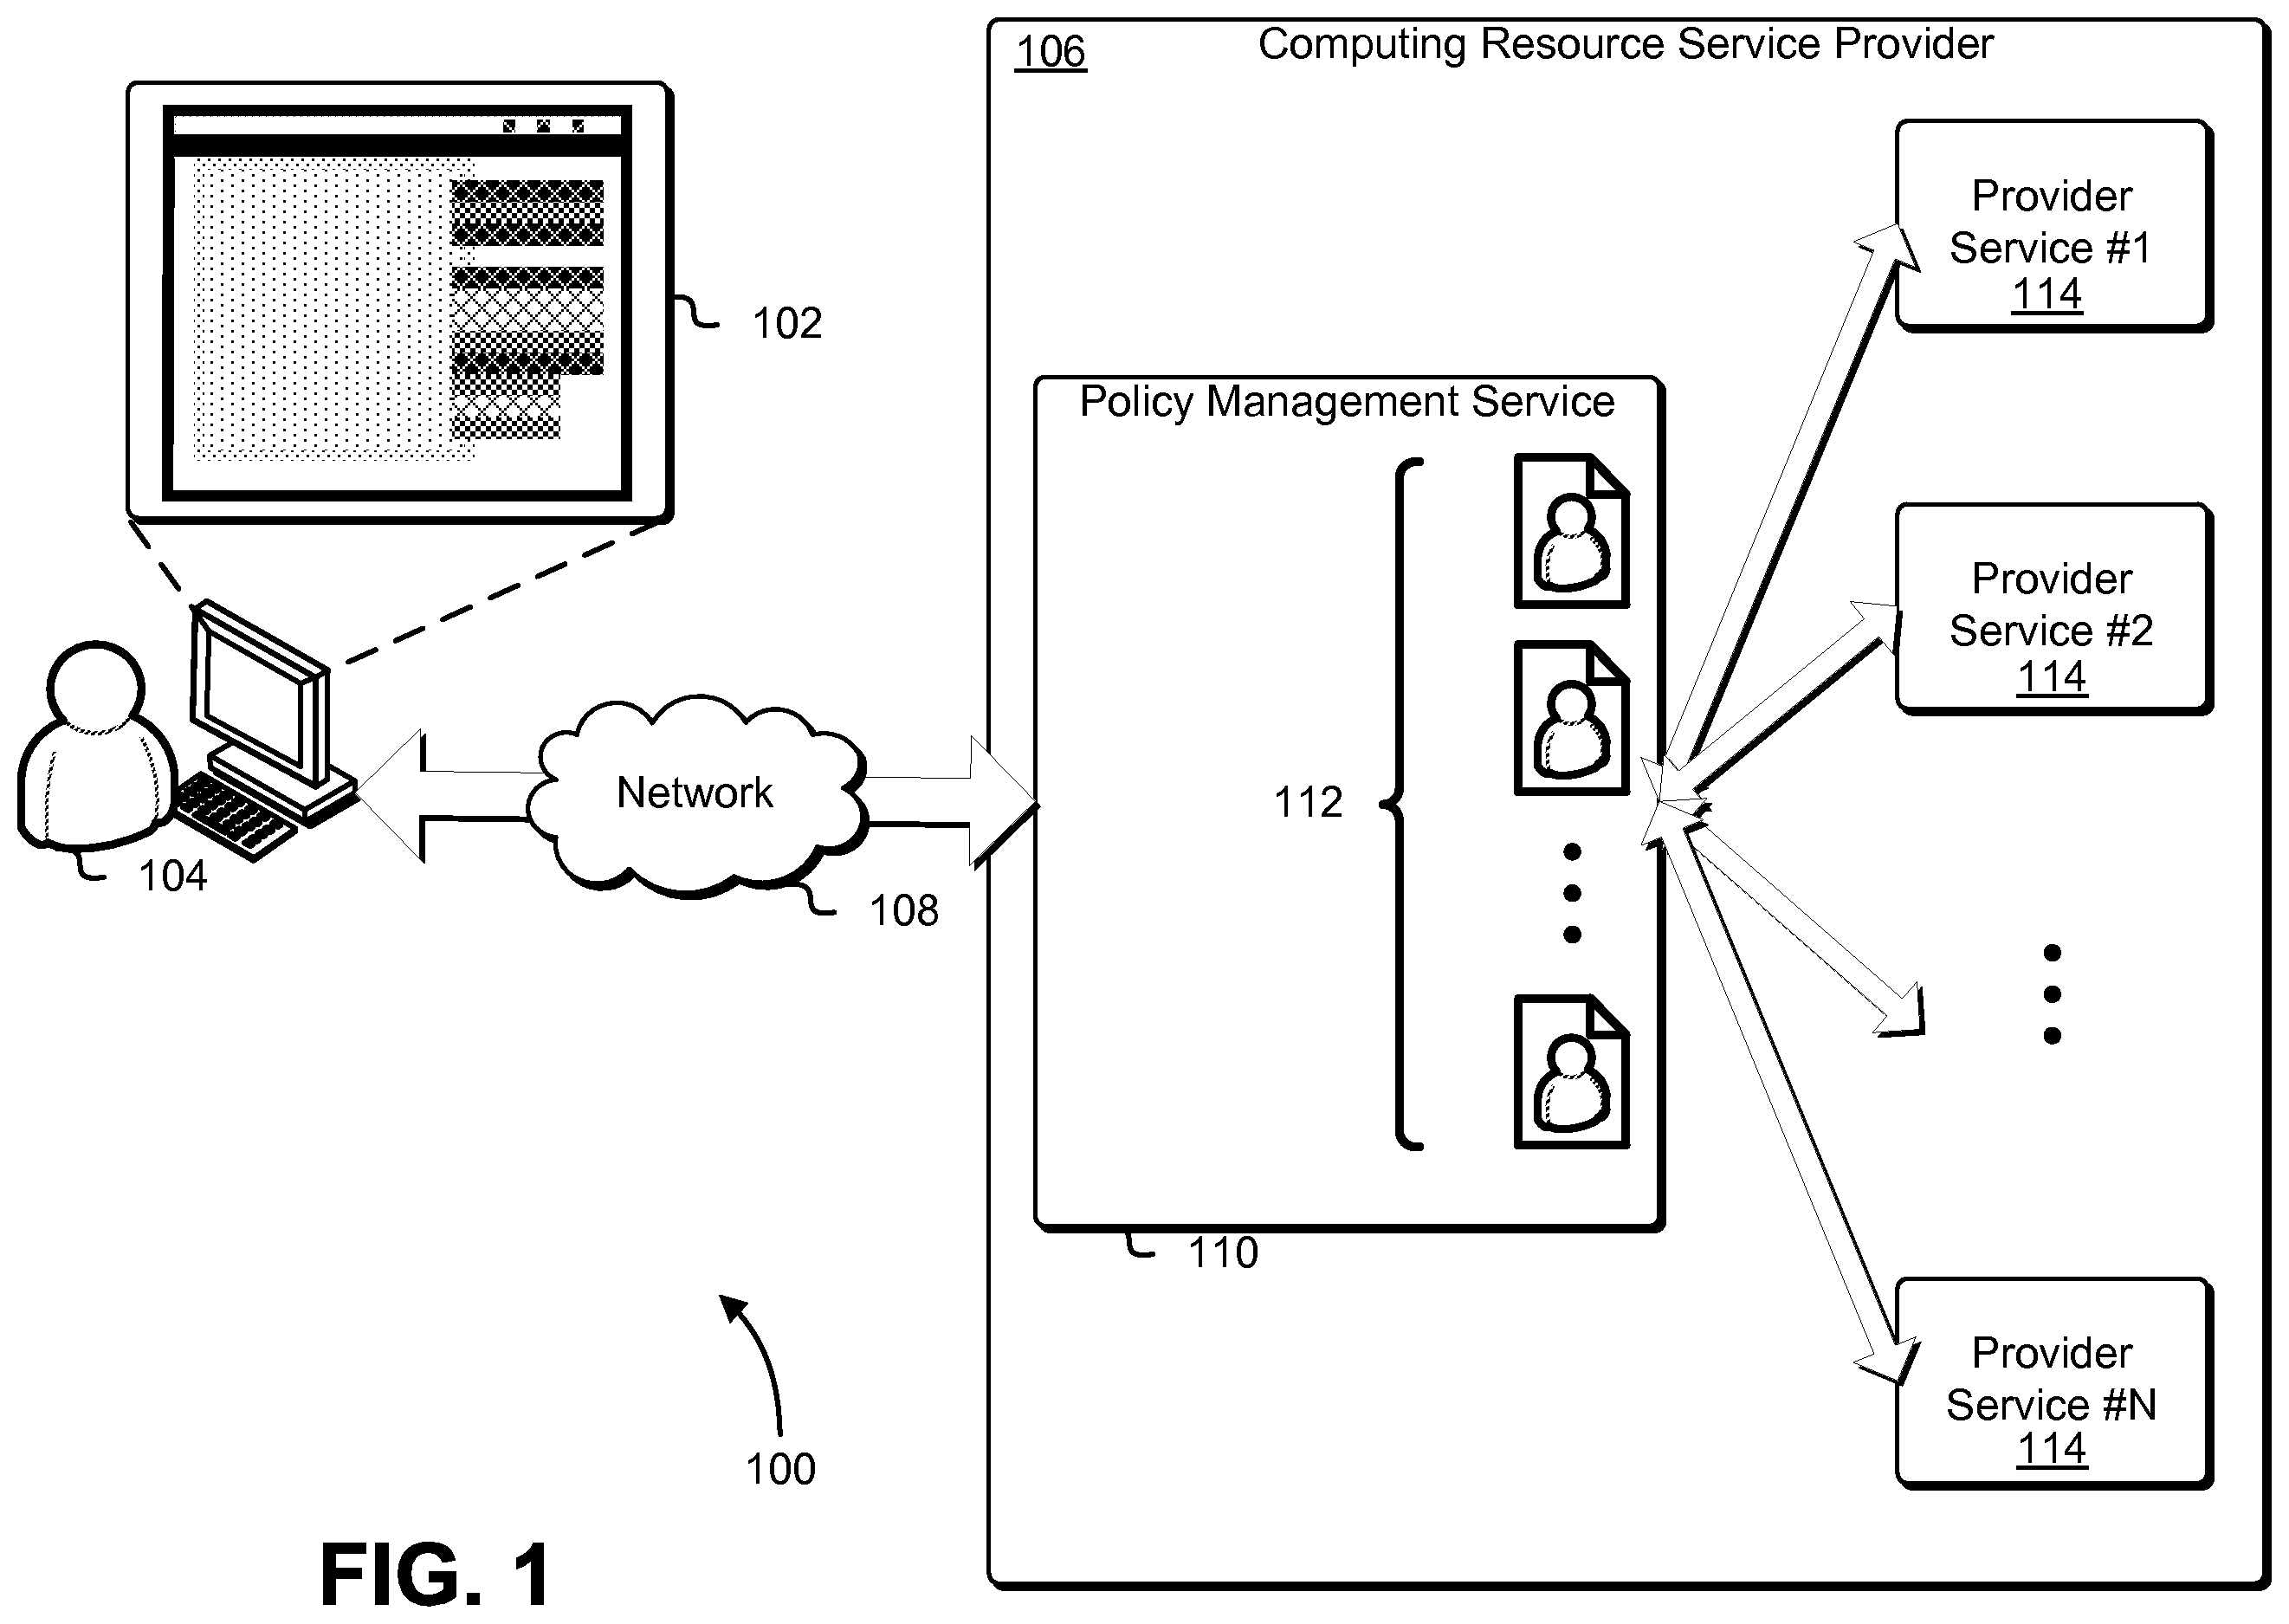 106
Computing Resource Service Provider
Provider
Service #1
114
102
Policy Management Service
Provider
Service #2
114
Network
112
104
108
110
Provider
Service #N
114
100
FIG. 1